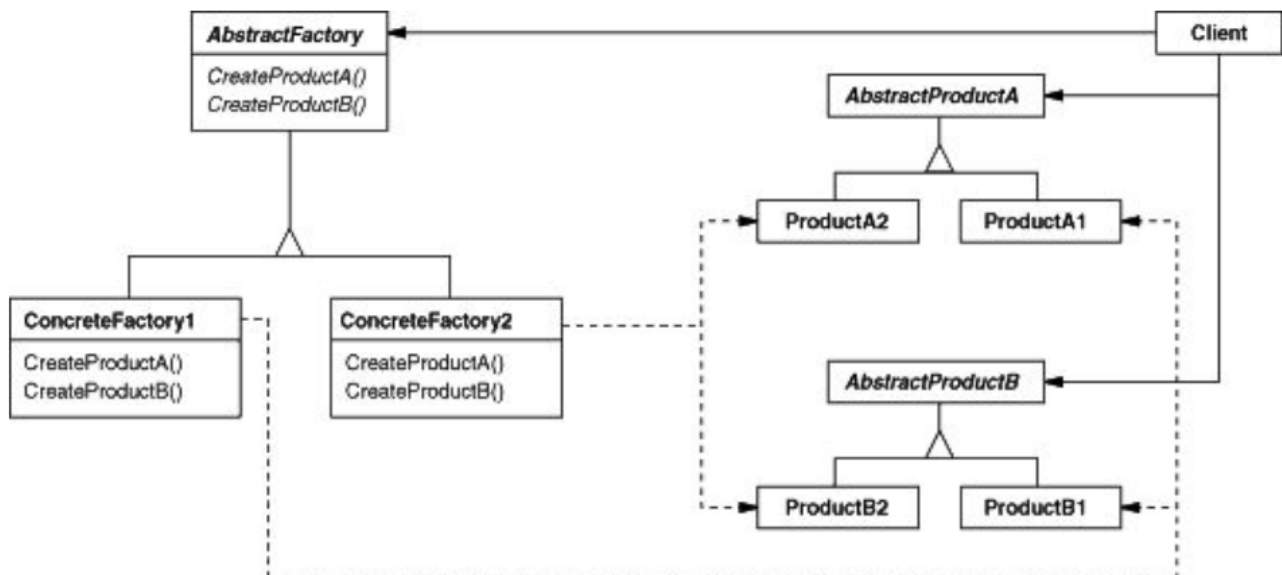 AbstractFactory
CreateProductA()
CreateProductB()
Client
AbstractProductA
ProductA2
ProductA1
ConcreteFactory1
CreateProductA()
CreateProductB()
ConcreteFactory2
CreateProductA()
CreateProductB()
AbstractProductB
ProductB2
ProductB1